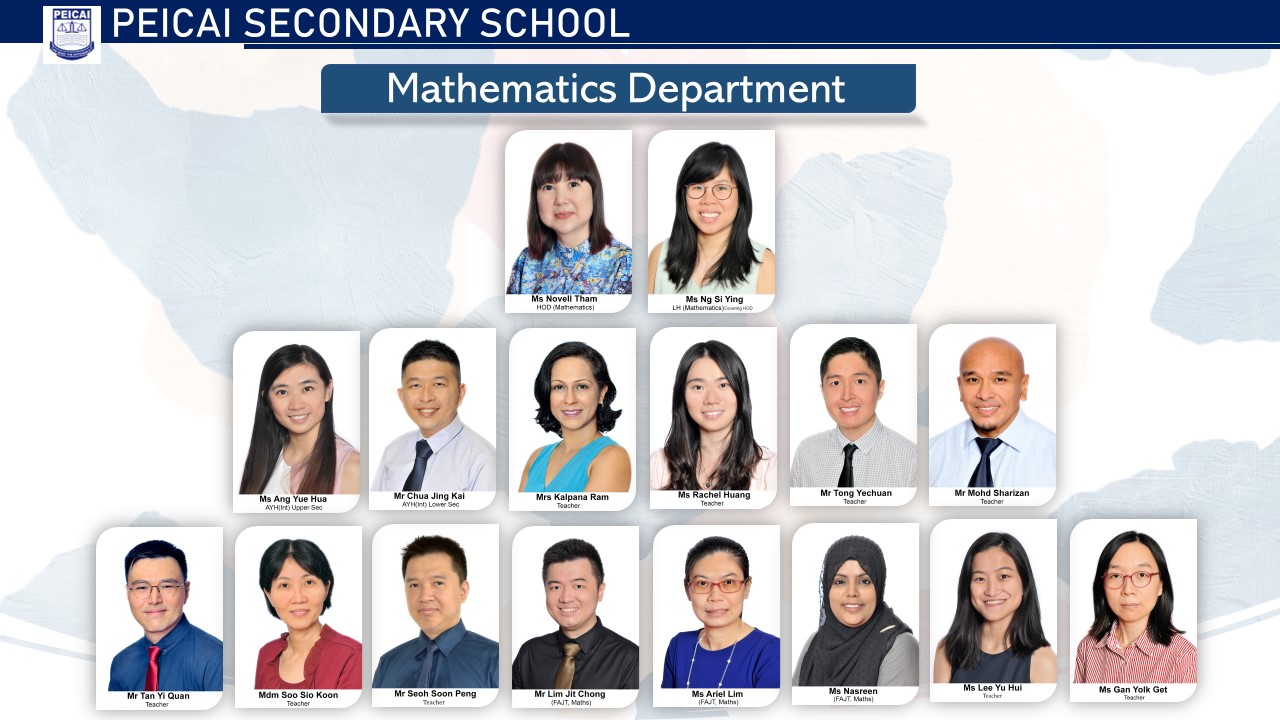 PEICAI
PEICAI SECONDARY SCHOOL
Mathematics Department
Ms Novell Tham
HOD (Mathematics)
Ms Ng Si Ying
LH (Mathematics)Covering HOD
Ms Ang Yue Hua
AYH(Int) Upper Sec
Mr Chua Jing Kai
AYH(Int) Lower Sec
Mrs Kalpana Ram
Teacher
Ms Rachel Huang
Teacher
Mr Tong Yechuan
Teacher
Mr Mohd Sharizan
Teacher
Mr Tan Yi Quan
Teacher
Mdm Soo Sio Koon
Teacher
Mr Seoh Soon Peng
Teacher
Mr Lim Jit Chong
(FAJT, Maths)
Ms Ariel Lim
(FAJT, Maths)
Ms Nasreen
(FAJT, Maths)
Ms Lee Yu Hui
Teacher
Ms Gan Yolk Get
Teacher